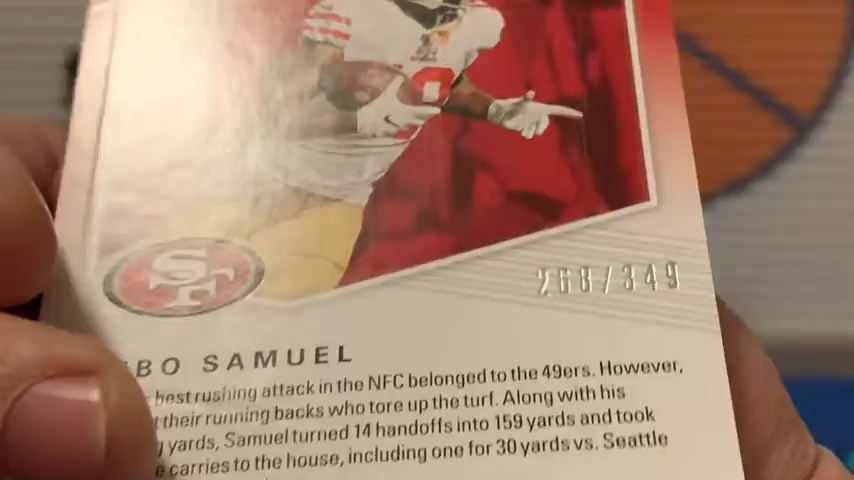 SF
268/349
BO SAMUEL
best rushing attack in the NFC belonged to the 49ers. However,
their running backs who tore up the turf. Along with his
yards, Samuel turned 14 handoffs into 159 yards and took
carries to the house, including one for 30 yards vs. Seattle